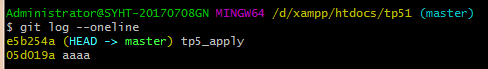 Administrator@SYHT-20170708GN MINGW64 /d/xampp/htdocs/tp51 (master)
$ git log --oneline
e5b254a (HEAD -> master) tp5_apply
05d019a aaaa